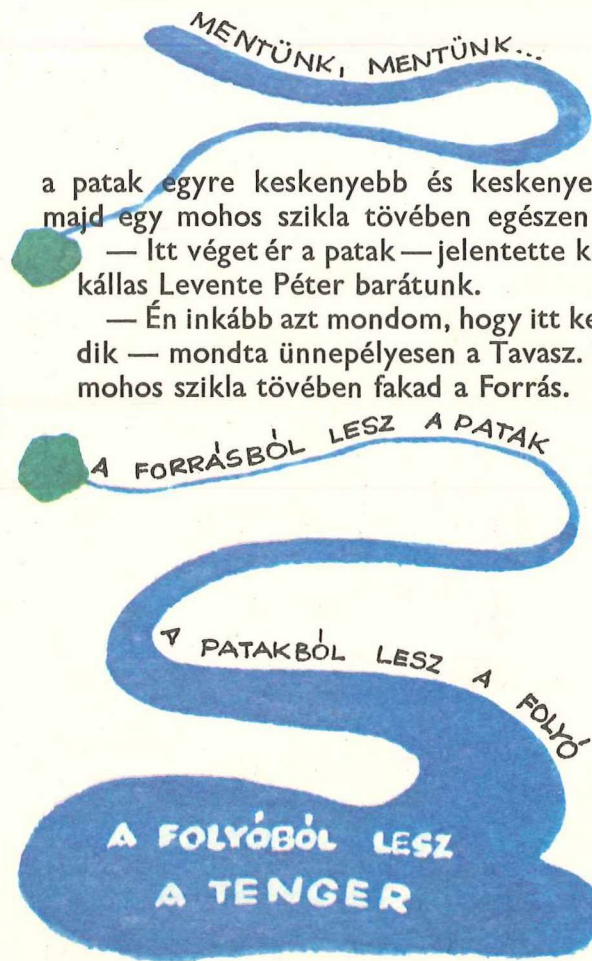 MENTÜNK, MENTÜNK...
a patak egyre keskenyebb és keskenye
majd egy mohos szikla tövében egészen
— Itt véget ér a patak — jelentette k
kállas Levente Péter barátunk.
— Én inkább azt mondom, hogy itt ke
dik — mondta ünnepélyesen a Tavasz.
mohos szikla tövében fakad a Forrás.
A FORRÁSBÓL LESZ A PATAK
A PATAKBÓL LESZ A FOLYÓ
A FOLYÓBÓL LESZ
A TENGER